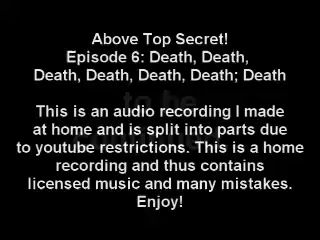 Above Top Secret!
Episode 6: Death, Death,
Death, Death, Death, Death; Death
This is an audio recording I made
at home and is split into parts due
to youtube restrictions. This is a home
recording and thus contains
licensed music and many mistakes.
Enjoy!
to be